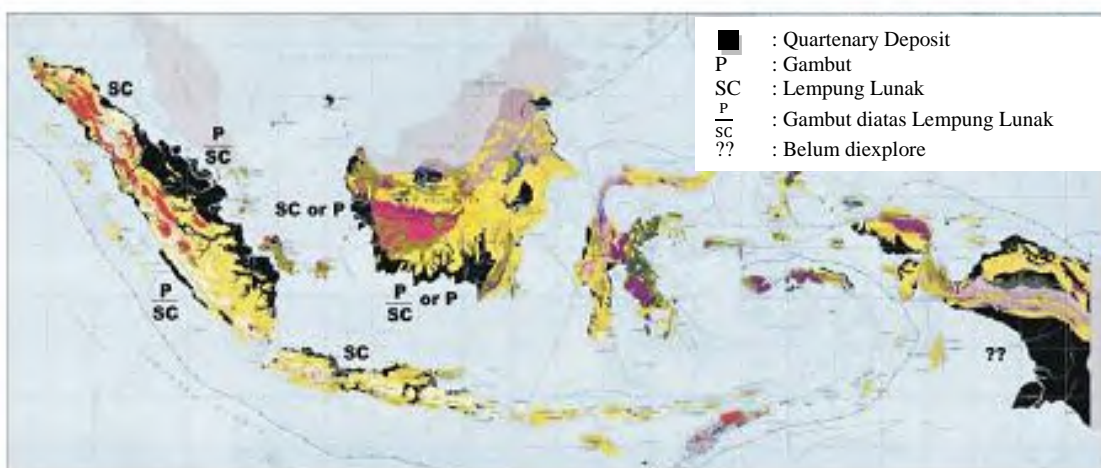 : Quartenary Deposit
P : Gambut
SC : Lempung Lunak
P
SC : Gambut diatas Lempung Lunak
?? : Belum diexplore
SC
P
SC
SC or P
P
SC
P
SC or P
SC
??